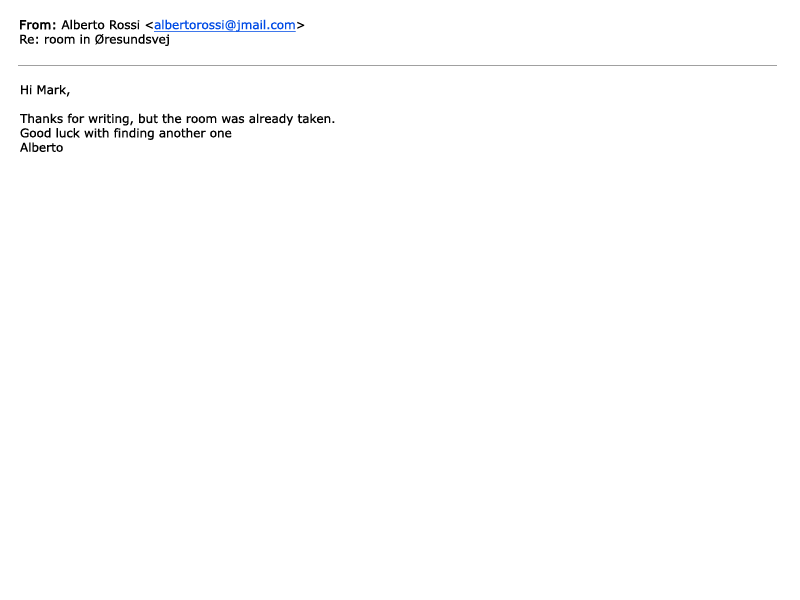 From: Alberto Rossi <albertorossi@jmail.com>
Re: room in Øresundsvej
Hi Mark,
Thanks for writing, but the room was already taken.
Good luck with finding another one
Alberto